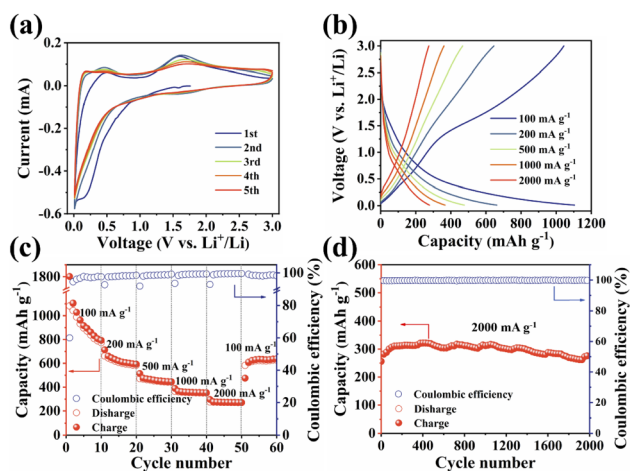 (a)
0.2
0.0
-0.2
-0.4
-0.6
Current (mA)
1st
2nd
3rd
4th
5th
0.0 0.5 1.0 1.5 2.0 2.5 3.0
Voltage (V vs. Li+/Li)
(b)
3.0
2.5
2.0
1.5
1.0
0.5
0.0
Voltage (V vs. Li+/Li)
100 mA g-1
200 mA g-1
500 mA g-1
1000 mA g-1
2000 mA g-1
0 200 400 600 800 1000 1200
Capacity (mAh g-1)
(c)
1800
1000
800
600
400
200
0
Capacity (mAh g-1)
100 mA g-1
200 mA g-1
500 mA g-1
1000 mA g-1
2000 mA g-1
100 mA g-1
Coulombic efficiency
Disharge
Charge
100
80
60
40
20
0
Coulombic efficiency (%)
0 10 20 30 40 50 60
Cycle number
(d)
600
500
400
300
200
100
0
Capacity (mAh g-1)
2000 mA g-1
Coulombic efficiency
Disharge
Charge
100
80
60
40
20
0
Coulombic efficiency (%)
0 400 800 1200 1600 2000
Cycle number